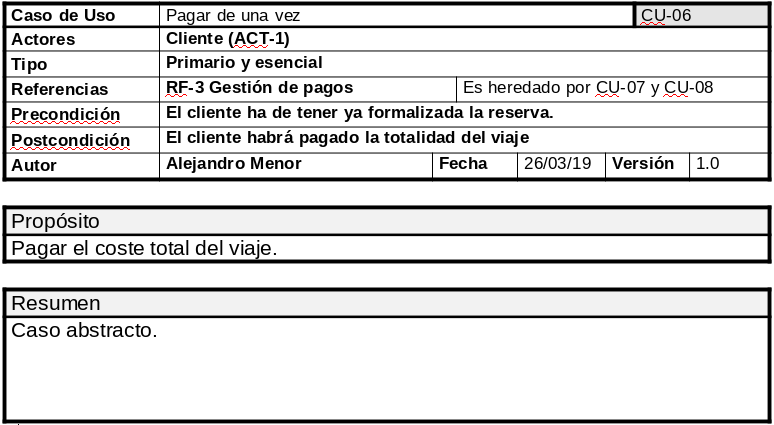 Caso de Uso Pagar de una vez CU-06
Actores Cliente (ACT-1)
Tipo Primario y esencial
Referencias RF-3 Gestión de pagos Es heredado por CU-07 y CU-08
Precondición El cliente ha de tener ya formalizada la reserva.
Postcondición El cliente habrá pagado la totalidad del viaje
Autor Alejandro Menor Fecha 26/03/19 Versión 1.0
Propósito
Pagar el coste total del viaje.
Resumen
Caso abstracto.